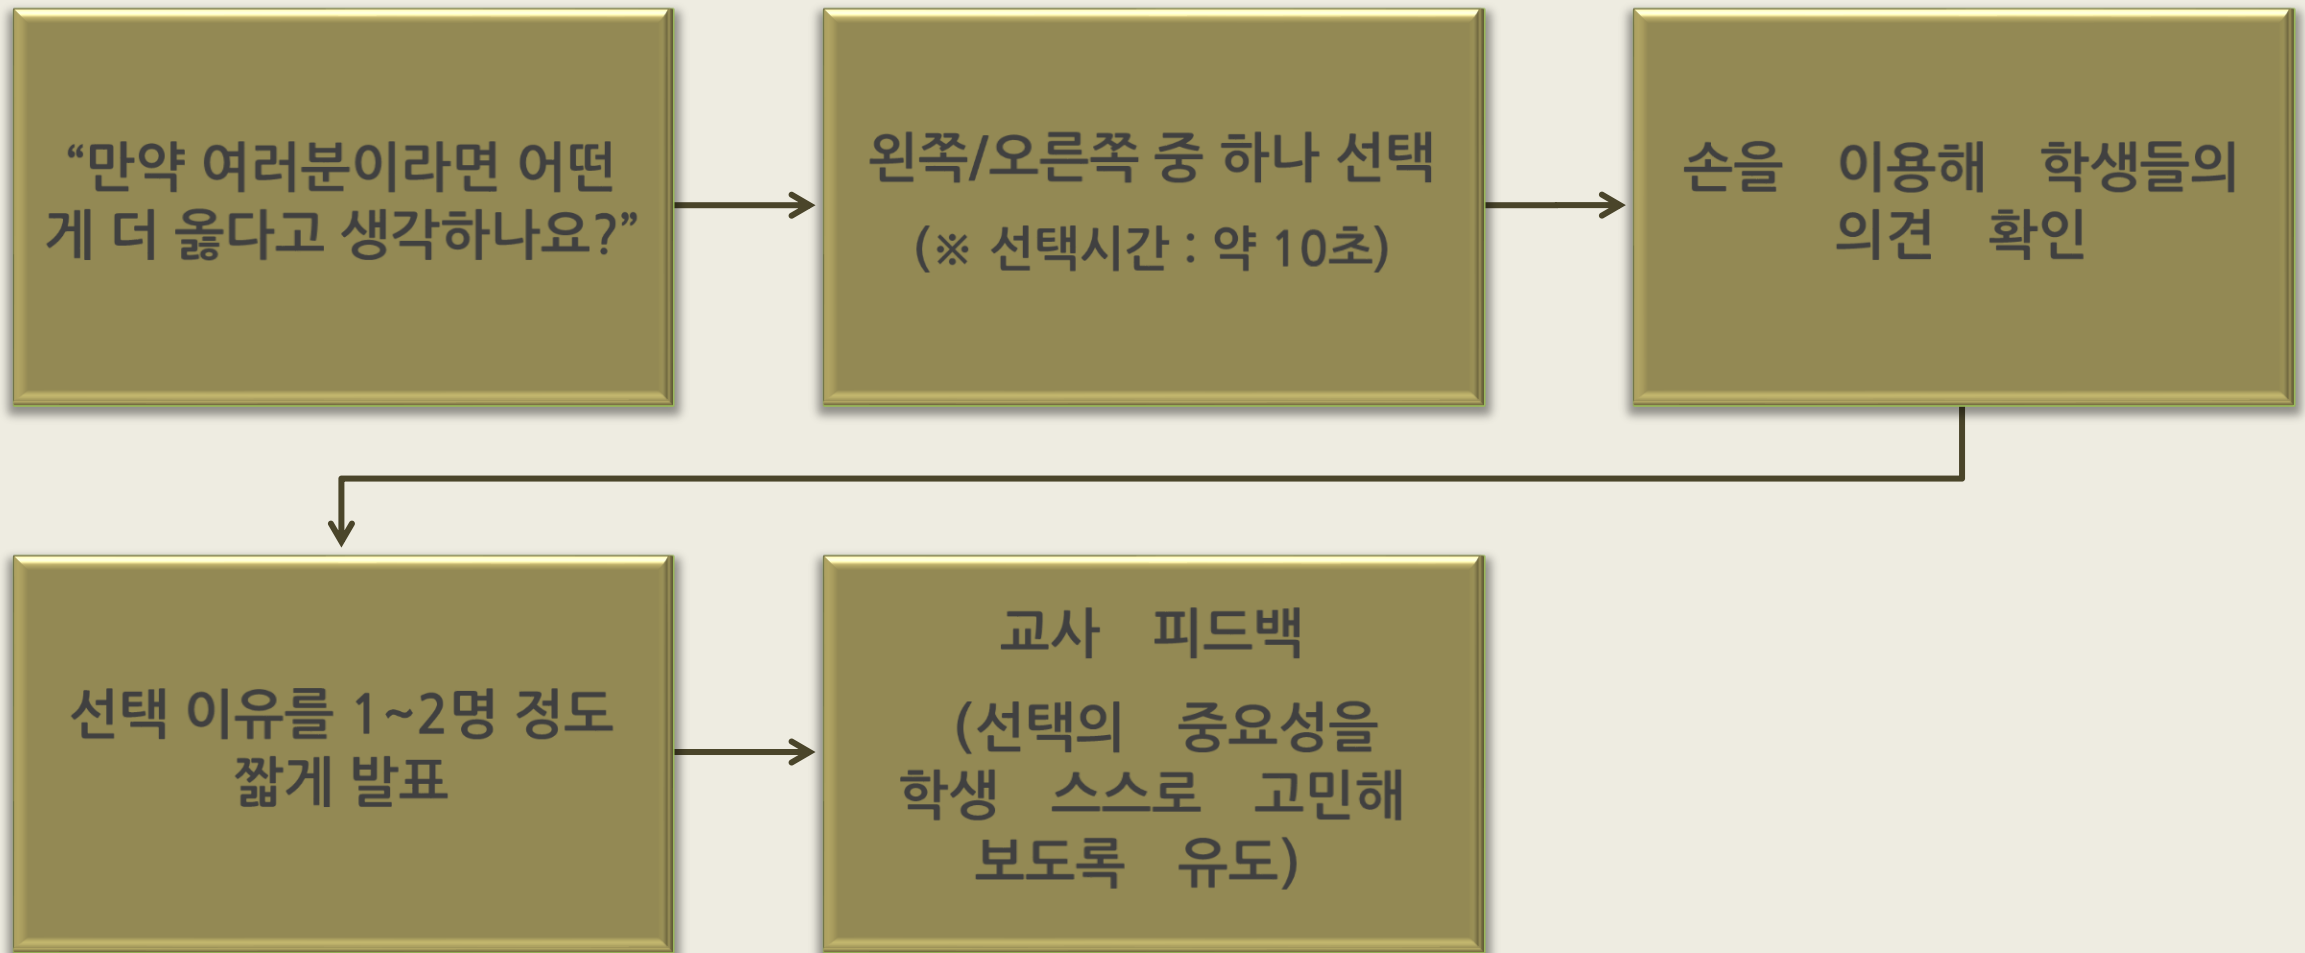 “만약 여러분이라면 어떤
게 더 옳다고 생각하나요?”
왼쪽/오른쪽 중 하나 선택
(※ 선택시간 : 약 10초)
손을 이용해 학생들의
의견 확인
선택 이유를 1~2명 정도
짧게 발표
교사 피드백
(선택의 중요성을
학생 스스로 고민해
보도록 유도)